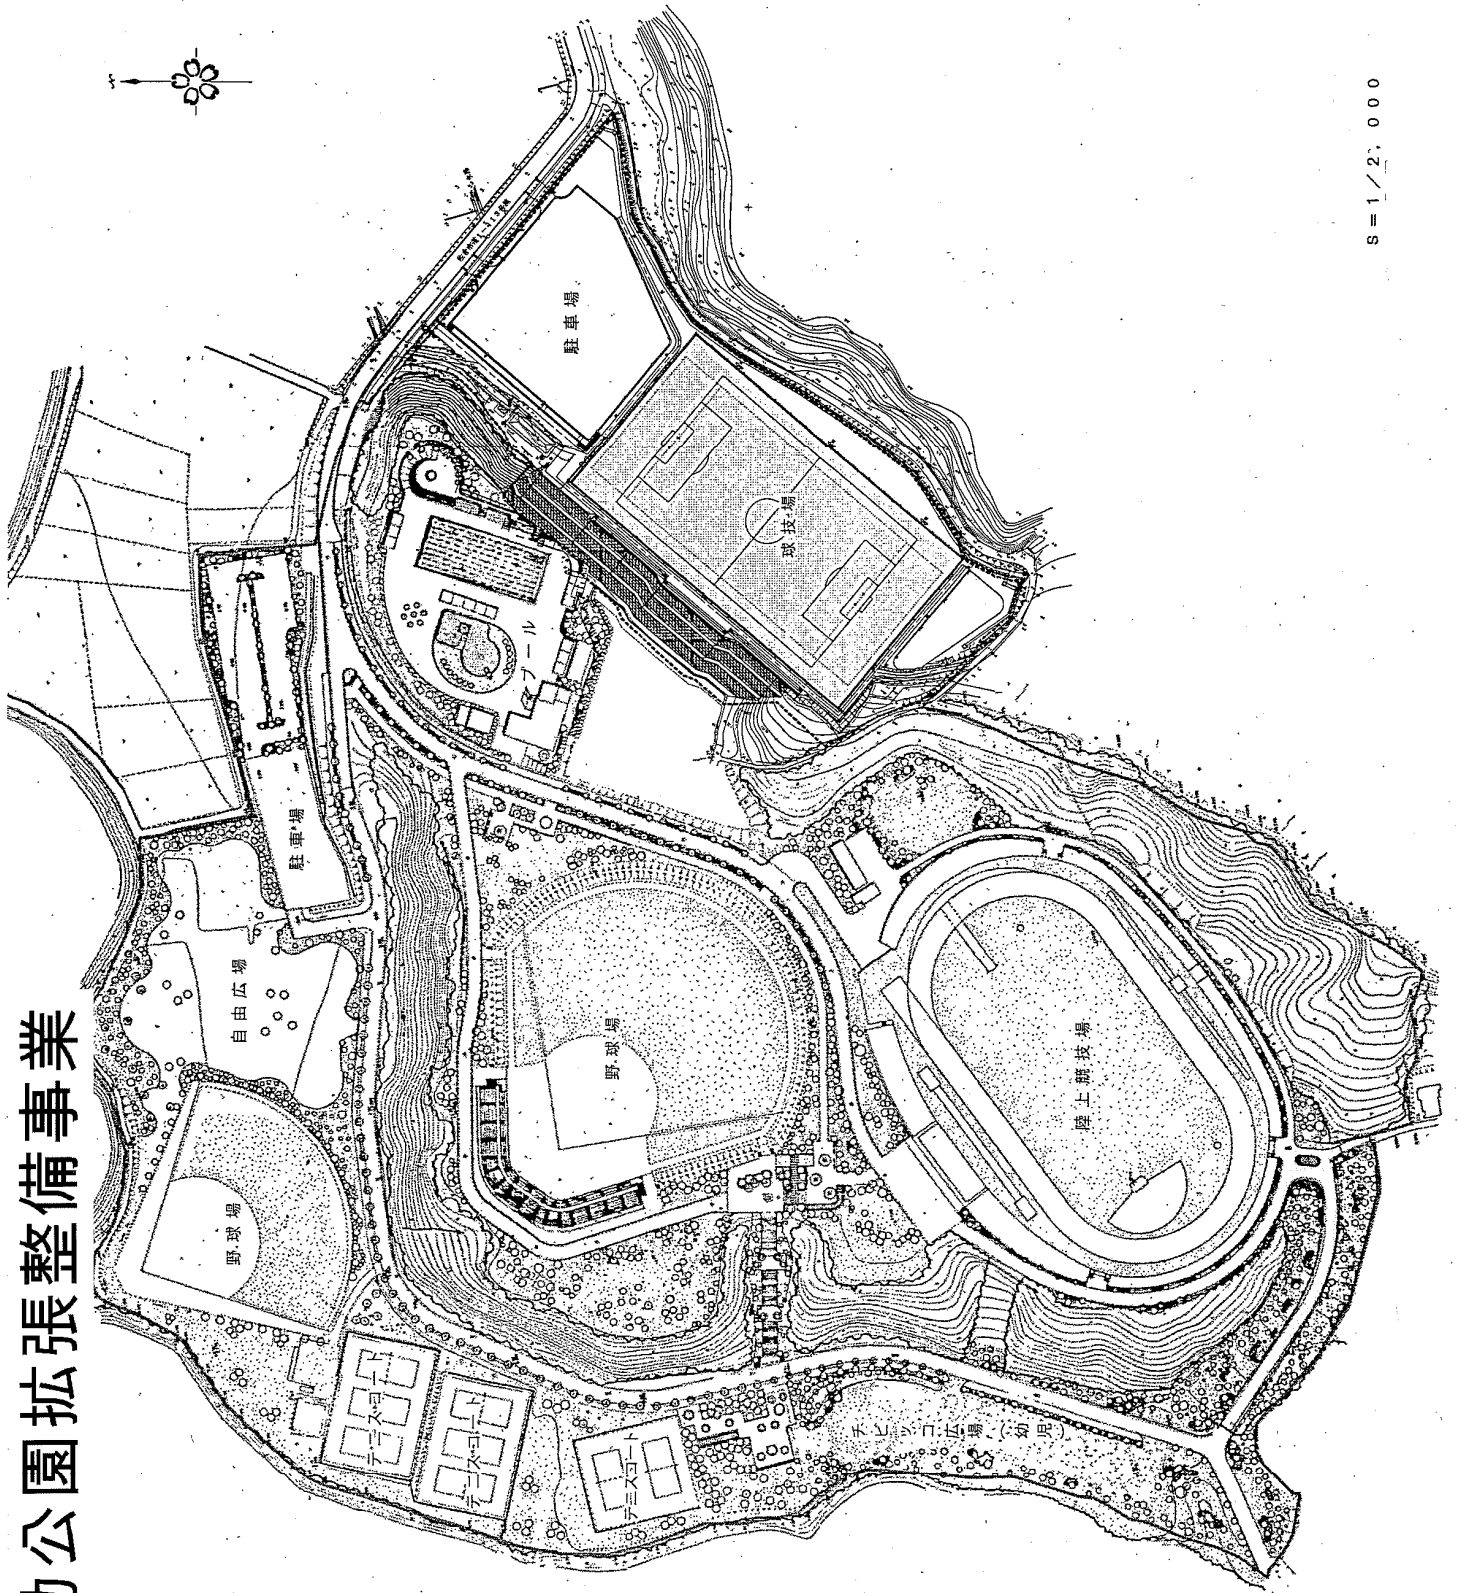 動公園拡張整備事業
S=1/2,000
駐車場
球技場
プール
駐車場
自由広場
野球場
野球場
陸上競技場
テニスコート
テニスコート
テニスコート
チビッコ広場(幼児)